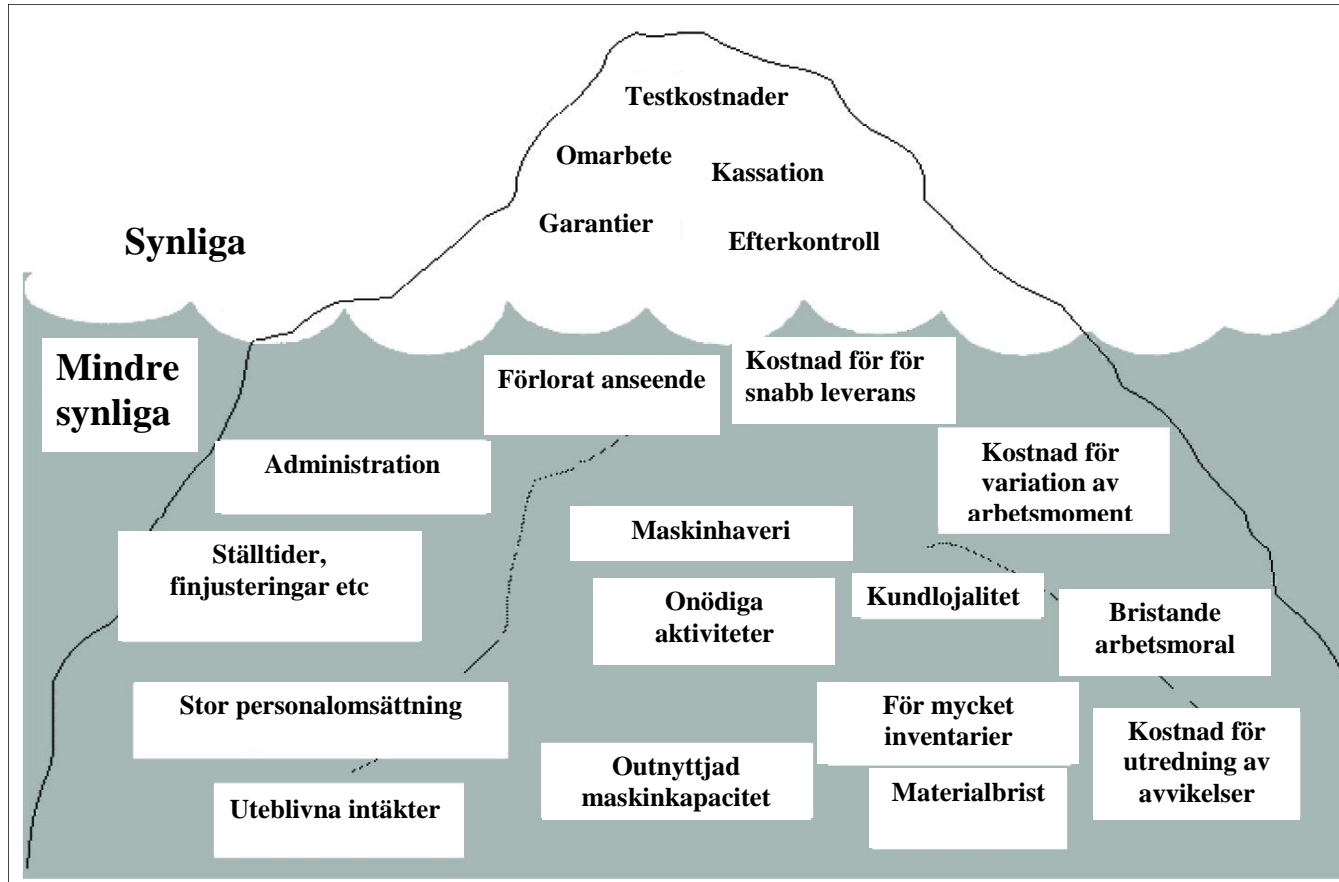 Testkostnader
Omarbete
Kassation
Garantier
Efterkontroll
Synliga
Mindre
synliga
Förlorat anseende
Kostnad för för
snabb leverans
Administration
Kostnad för
variation av
arbetsmoment
Maskinhaveri
Ställtider,
finjusteringar etc
Onödiga
aktiviteter
Kundlojalitet
Bristande
arbetsmoral
Stor personalomsättning
För mycket
inventarier
Kostnad för
utredning av
avvikelser
Outnyttjad
maskinkapacitet
Materialbrist
Uteblivna intäkter